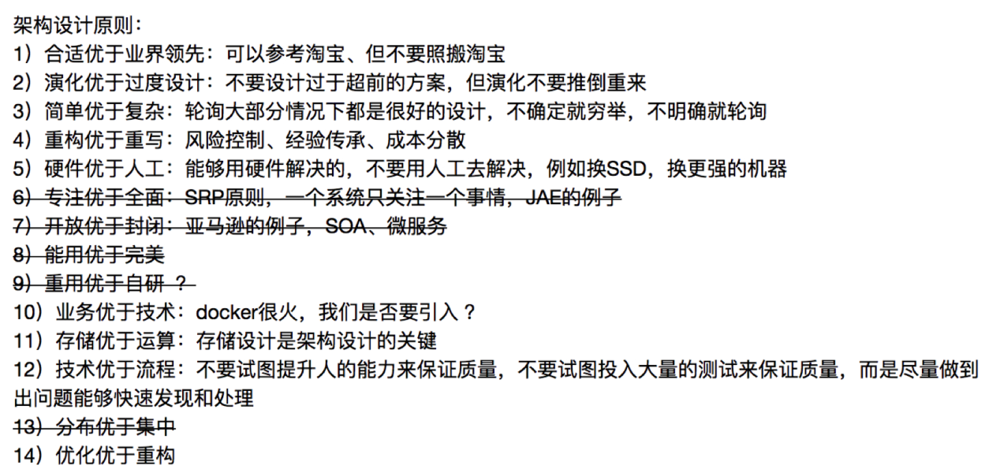 架构设计原则：
1）合适优于业界领先：可以参考淘宝、但不要照搬淘宝
2）演化优于过度设计：不要设计过于超前的方案，但演化不要推倒重来
3）简单优于复杂：轮询大部分情况下都是很好的设计，不确定就穷举，不明确就轮询
4）重构优于重写：风险控制、经验传承、成本分散
5）硬件优于人工：能够用硬件解决的，不要用人工去解决，例如换SSD，换更强的机器
6）专注优于全面：SRP原则，一个系统只关注一个事情，JAE的例子
7）开放优于封闭：亚马逊的例子，SOA、微服务
8）能用优于完美
9）重用优于自研 ？
10）业务优于技术：docker很火，我们是否要引入？
11）存储优于运算：存储设计是架构设计的关键
12）技术优于流程：不要试图提升人的能力来保证质量，不要试图投入大量的测试来保证质量，而是尽量做到
出问题能够快速发现和处理
13）分布优于集中
14）优化优于重构